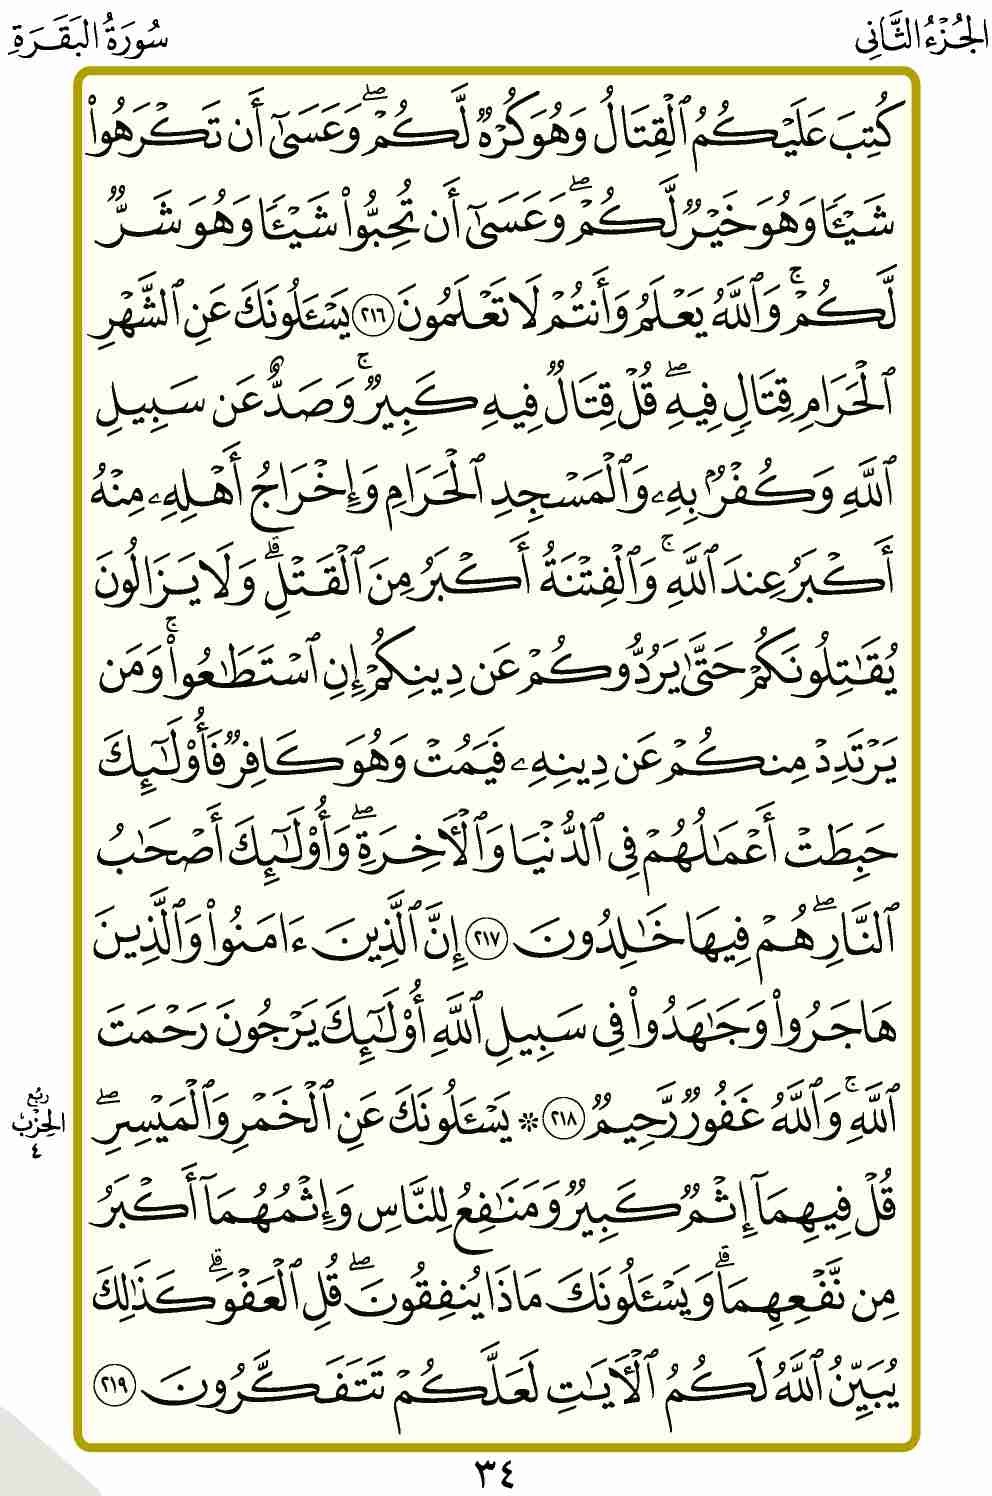 الجُزْءُ الثَّانِي
سُورَةُ البَقَرَةِ
كُتِبَ عَلَيْكُمُ ٱلْقِتَالُ وَهُوَ كُرْهٌ لَّكُمْ ۖ وَعَسَىٰٓ أَن تَكْرَهُوا۟
شَيْـًٔا وَهُوَ خَيْرٌ لَّكُمْ ۖ وَعَسَىٰٓ أَن تُحِبُّوا۟ شَيْـًٔا وَهُوَ شَرٌّ
لَّكُمْ ۚ وَٱللَّهُ يَعْلَمُ وَأَنتُمْ لَا تَعْلَمُونَ ٢١٦ يَسْـَٔلُونَكَ عَنِ ٱلشَّهْرِ
ٱلْحَرَامِ قِتَالٍ فِيهِ ۖ قُلْ قِتَالٌ فِيهِ كَبِيرٌ ۚ وَصَدٌّ عَن سَبِيلِ
ٱللَّهِ وَكُفْرٌۢ بِهِۦ وَٱلْمَسْجِدِ ٱلْحَرَامِ وَإِخْرَاجُ أَهْلِهِۦ مِنْهُ
أَكْبَرُ عِندَ ٱللَّهِ ۚ وَٱلْفِتْنَةُ أَكْبَرُ مِنَ ٱلْقَتْلِ ۗ وَلَا يَزَالُونَ
يُقَـٰتِلُونَكُمْ حَتَّىٰ يَرُدُّوكُمْ عَن دِينِكُمْ إِنِ ٱسْتَطَـٰعُوا۟ ۚ وَمَن
يَرْتَدِدْ مِنكُمْ عَن دِينِهِۦ فَيَمُتْ وَهُوَ كَافِرٌ فَأُو۟لَـٰٓئِكَ
حَبِطَتْ أَعْمَـٰلُهُمْ فِى ٱلدُّنْيَا وَٱلْـَٔاخِرَةِ ۖ وَأُو۟لَـٰٓئِكَ أَصْحَـٰبُ
ٱلنَّارِ ۖ هُمْ فِيهَا خَـٰلِدُونَ ٢١٧ إِنَّ ٱلَّذِينَ ءَامَنُوا۟ وَٱلَّذِينَ
هَاجَرُوا۟ وَجَـٰهَدُوا۟ فِى سَبِيلِ ٱللَّهِ أُو۟لَـٰٓئِكَ يَرْجُونَ رَحْمَتَ
ٱللَّهِ ۚ وَٱللَّهُ غَفُورٌ رَّحِيمٌ ٢١٨ ۞ يَسْـَٔلُونَكَ عَنِ ٱلْخَمْرِ وَٱلْمَيْسِرِ ۖ
رُبْع
الحِزْب
٤
قُلْ فِيهِمَآ إِثْمٌ كَبِيرٌ وَمَنَـٰفِعُ لِلنَّاسِ وَإِثْمُهُمَآ أَكْبَرُ
مِن نَّفْعِهِمَا ۗ وَيَسْـَٔلُونَكَ مَاذَا يُنفِقُونَ ۖ قُلِ ٱلْعَفْوَ ۗ كَذَٰلِكَ
يُبَيِّنُ ٱللَّهُ لَكُمُ ٱلْـَٔايَـٰتِ لَعَلَّكُمْ تَتَفَكَّرُونَ ٢١٩
٣٤